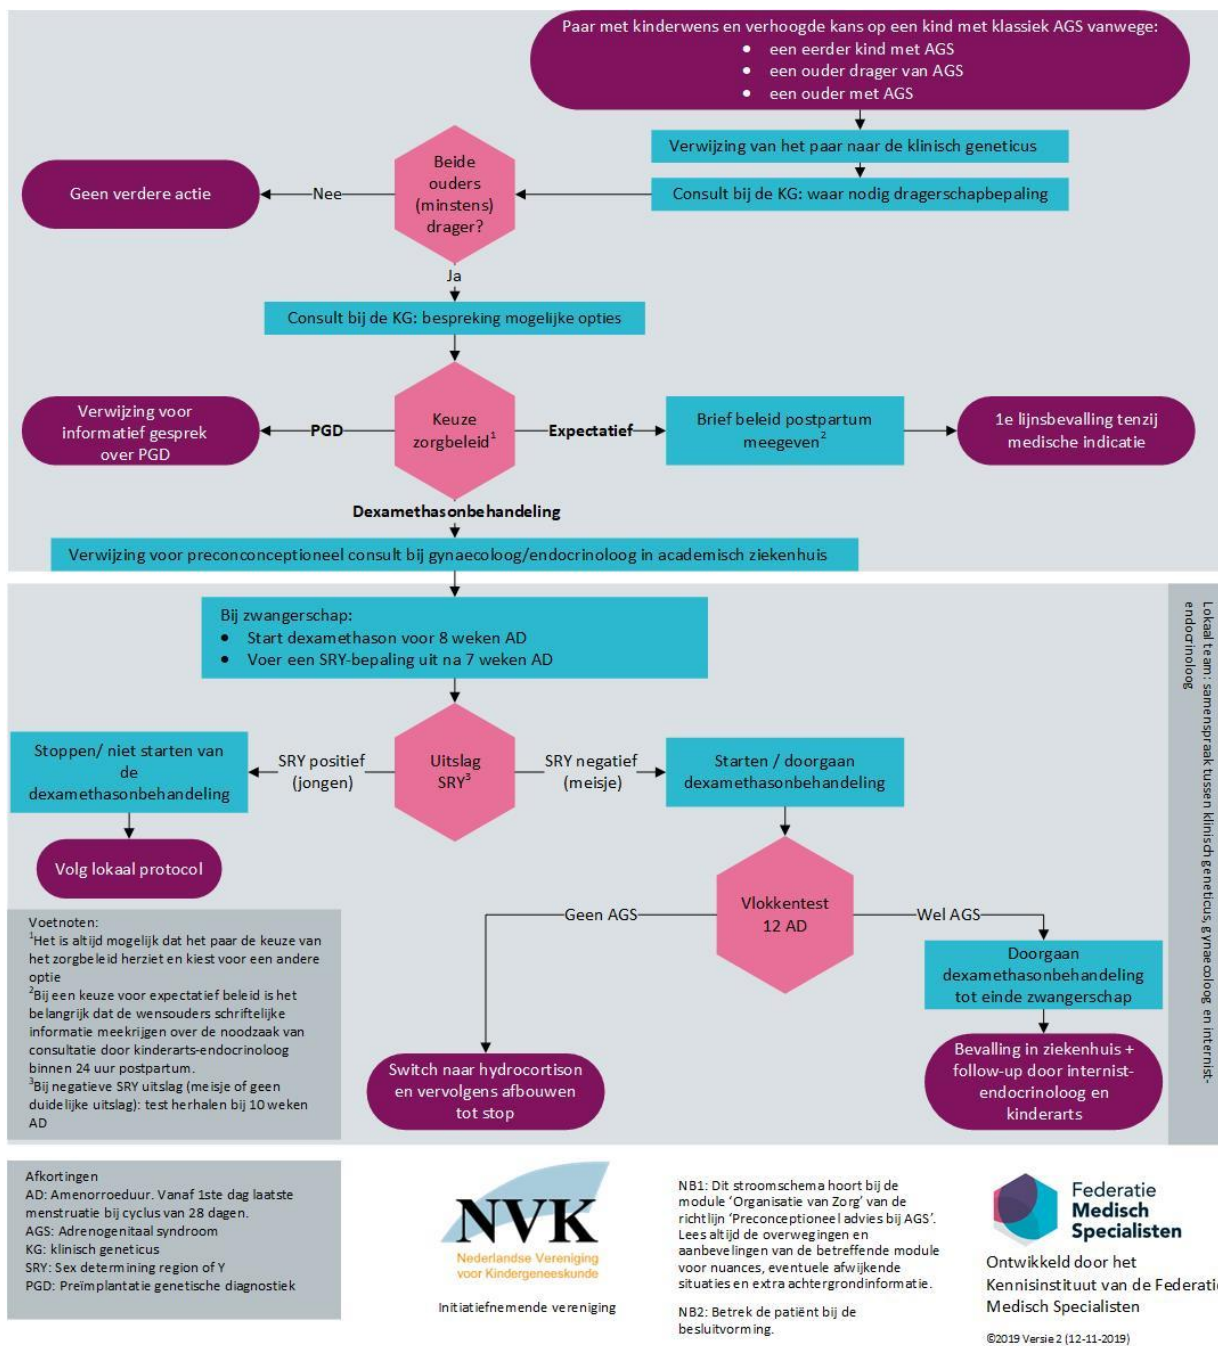 Paar met kinderwens en verhoogde kans op een kind met klassiek AGS vanwege:
• een eerder kind met AGS
• een ouder drager van AGS
• een ouder met AGS
Verwijzing van het paar naar de klinisch geneticus
Consult bij de KG: waar nodig dragerschapbepaling
Beide
ouders
(minstens)
drager?
Nee
Geen verdere actie
Ja
Consult bij de KG: bespreking mogelijke opties
Keuze
zorgbeleid1
PGD
Verwijzing voor
informatief gesprek
over PGD
Expectatief
Brief beleid postpartum
meegeven2
1e lijnsbevalling tenzij
medische indicatie
Dexamethasonbehandeling
Verwijzing voor preconconceptioneel consult bij gynaecoloog/endocrinoloog in academisch ziekenhuis
Bij zwangerschap:
• Start dexamethason voor 8 weken AD
• Voer een SRY-bepaling uit na 7 weken AD
Lokaal team: samenspraak tussen klinisch geneticus, gynaecoloog en internist-
endocrinoloog
Uitslag
SRY3
SRY positief
(jongen)
Stoppen/ niet starten van
de
dexamethasonbehandeling
Volg lokaal protocol
SRY negatief
(meisje)
Starten / doorgaan
dexamethasonbehandeling
Vlokkentest
12 AD
Geen AGS
Switch naar hydrocortison
en vervolgens afbouwen
tot stop
Wel AGS
Doorgaan
dexamethasonbehandeling
tot einde zwangerschap
Bevalling in ziekenhuis +
follow-up door internist-
endocrinoloog en
kinderarts
Voetnoten:
1Het is altijd mogelijk dat het paar de keuze van
het zorgbeleid herziet en kiest voor een andere
optie
2Bij een keuze voor expectatief beleid is het
belangrijk dat de wensouders schriftelijke
informatie meekrijgen over de noodzaak van
consultatie door kinderarts-endocrinoloog
binnen 24 uur postpartum.
3Bij negatieve SRY uitslag (meisje of geen
duidelijke uitslag): test herhalen bij 10 weken
AD
Afkortingen
AD: Amenorroeduur. Vanaf 1ste dag laatste
menstruatie bij cyclus van 28 dagen.
AGS: Adrenogenitaal syndroom
KG: klinisch geneticus
SRY: Sex determining region of Y
PGD: Preïmplantatie genetische diagnostiek
NVK
Nederlandse Vereniging
voor Kindergeneeskunde
Initiatiefnemende vereniging
NB1: Dit stroomschema hoort bij de
module 'Organisatie van Zorg' van de
richtlijn 'Preconceptioneel advies bij AGS'.
Lees altijd de overwegingen en
aanbevelingen van de betreffende module
voor nuances, eventuele afwijkende
situaties en extra achtergrondinformatie.
NB2: Betrek de patiënt bij de
besluitvorming.
Federatie
Medisch
Specialisten
Ontwikkeld door het
Kennisinstituut van de Federatie
Medisch Specialisten
©2019 Versie 2 (12-11-2019)